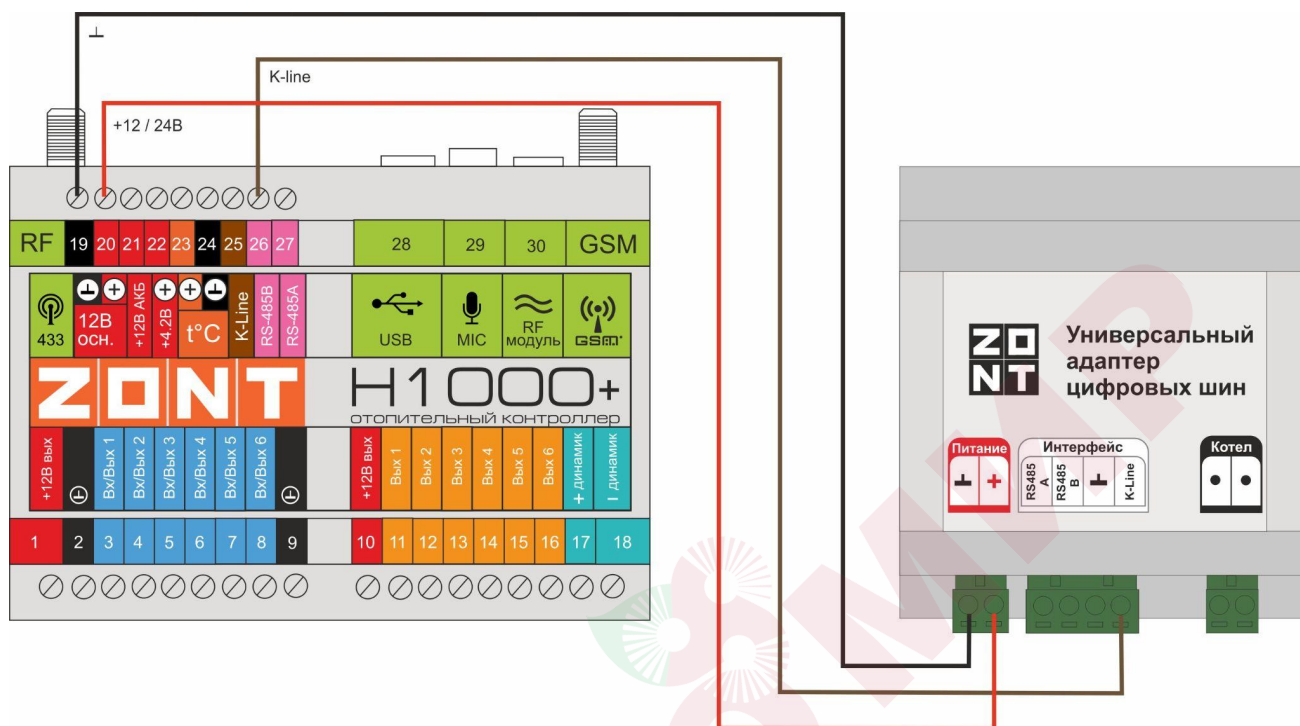 ⊥
K-line
+12 / 24В
RF 19 20 21 22 23 24 25 26 27 28 29 30 GSM
433
12В
осн.
+12В АКБ
+4.2В
t°C
K-Line
RS-485B
RS-485A
USB
MIC
RF
модуль
GSM
ZONT
H1000+
отопительный контроллер
+12В вых
Вх/Вых 1
Вх/Вых 2
Вх/Вых 3
Вх/Вых 4
Вх/Вых 5
Вх/Вых 6
+12В вых
Вых 1
Вых 2
Вых 3
Вых 4
Вых 5
Вых 6
+ динамик
– динамик
1 2 3 4 5 6 7 8 9 10 11 12 13 14 15 16 17 18
ZO
NT
Универсальный
адаптер
цифровых шин
Питание
Интерфейс
RS485
A
RS485
B
K-Line
Котел
МИР